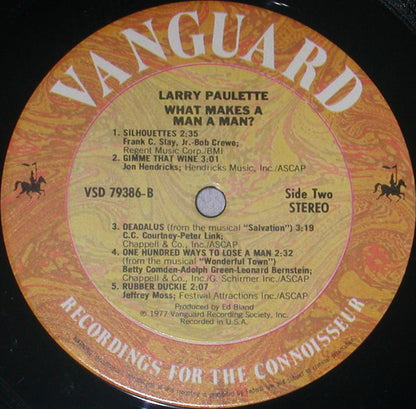 VANGUARD
LARRY PAULETTE
WHAT MAKES A
MAN A MAN?
1. SILHOUETTES 2:35
Frank C. Slay, Jr.-Bob Crewe;
Regent Music Corp./BMI
2. GIMME THAT WINE 3:01
Jon Hendricks; Hendricks Music, Inc./ASCAP
VSD 79386-B
Side Two
STEREO
3. DEADALUS (from the musical "Salvation") 3:19
C.C. Courtney-Peter Link;
Chappell & Co., Inc./ASCAP
4. ONE HUNDRED WAYS TO LOSE A MAN 2:32
(from the musical "Wonderful Town")
Betty Comden-Adolph Green-Leonard Bernstein;
Chappell & Co., Inc./G. Schirmer Inc./ASCAP
5. RUBBER DUCKIE 2:07
Jeffrey Moss; Festival Attractions Inc./ASCAP
Produced by Ed Bland
℗1977 Vanguard Recording Society, Inc.
Recorded in U.S.A.
RECORDINGS FOR THE CONNOISSEUR